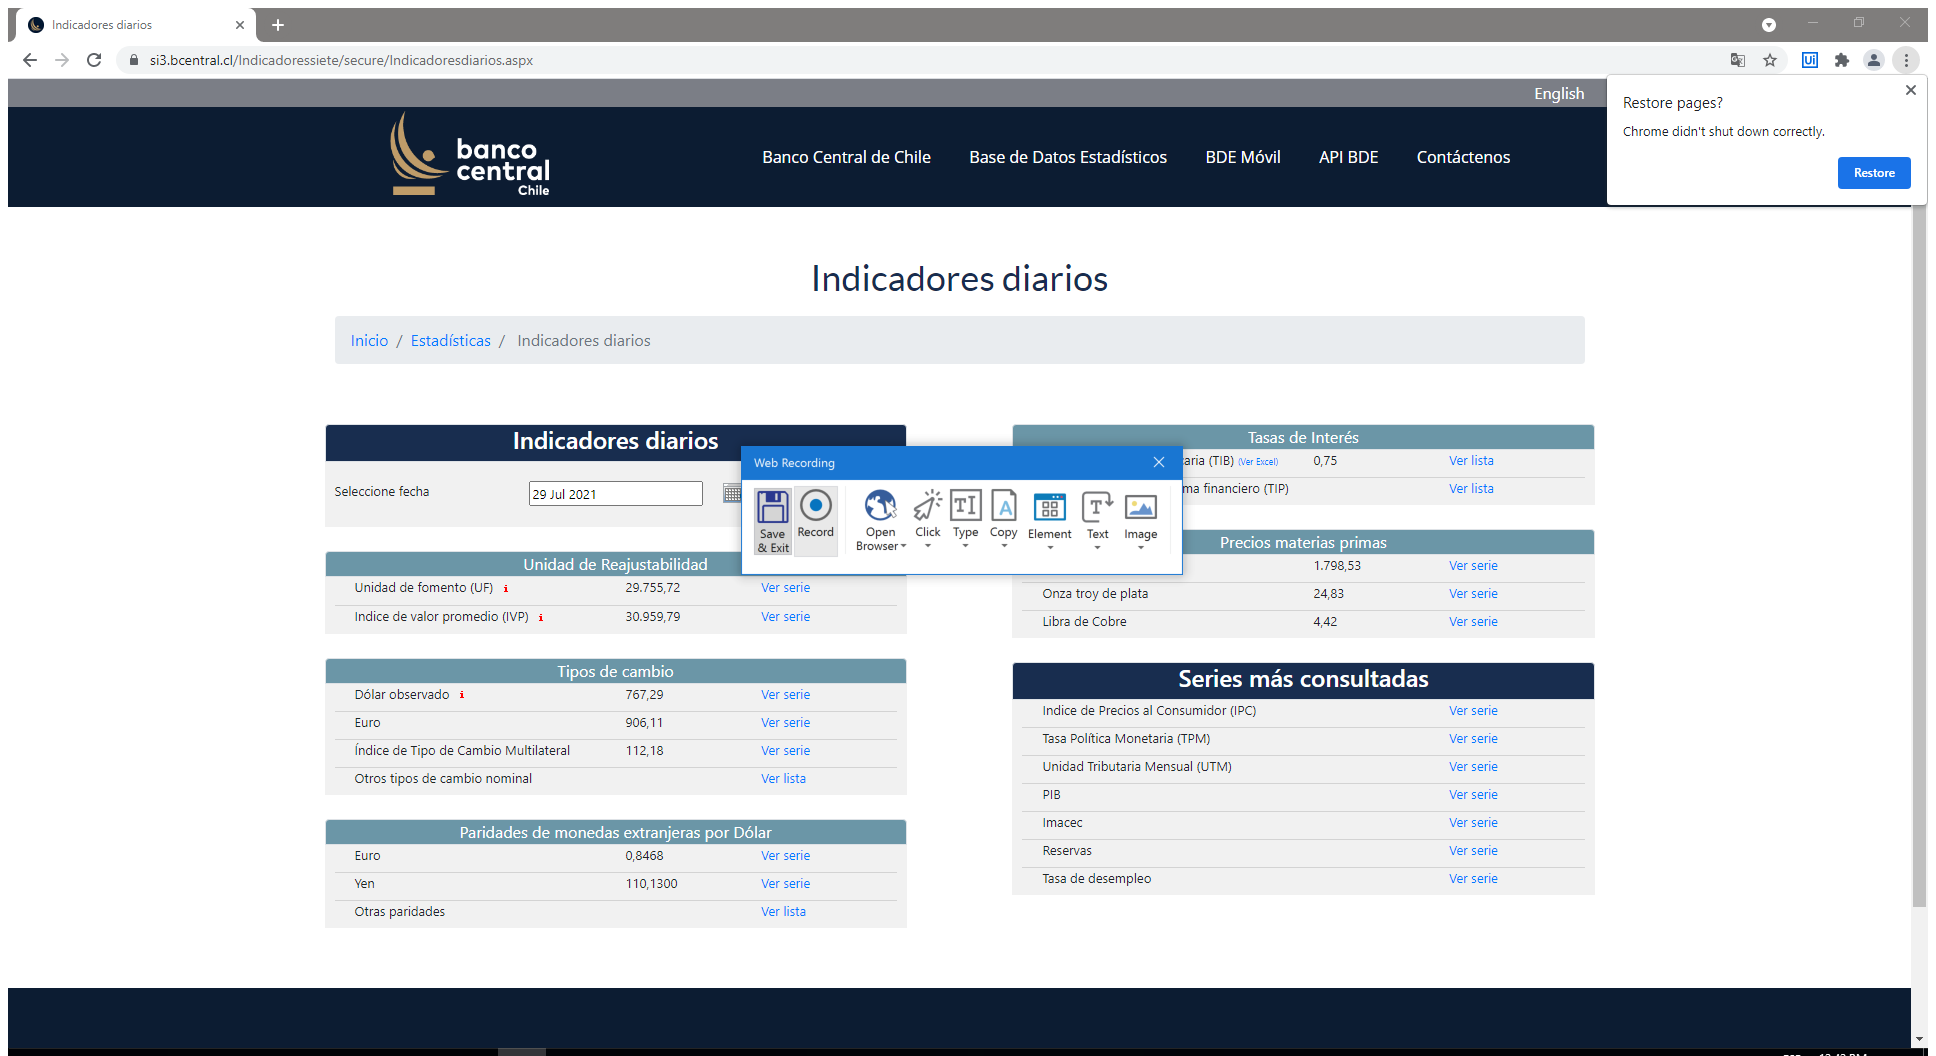 Indicadores diarios
si3.bcentral.cl/Indicadoressiete/secure/Indicadoresdiarios.aspx
Ui
English
Restore pages?
Chrome didn't shut down correctly.
Restore
banco
central
Chile
Banco Central de Chile
Base de Datos Estadísticos
BDE Móvil
API BDE
Contáctenos
Indicadores diarios
Inicio / Estadísticas / Indicadores diarios
Indicadores diarios
Seleccione fecha
29 Jul 2021
Unidad de Reajustabilidad
Unidad de fomento (UF) i 29.755,72 Ver serie
Indice de valor promedio (IVP) i 30.959,79 Ver serie
Tipos de cambio
Dólar observado i 767,29 Ver serie
Euro 906,11 Ver serie
Índice de Tipo de Cambio Multilateral 112,18 Ver serie
Otros tipos de cambio nominal Ver lista
Paridades de monedas extranjeras por Dólar
Euro 0,8468 Ver serie
Yen 110,1300 Ver serie
Otras paridades Ver lista
Web Recording
Save
& Exit
Record
Open
Browser
Click
TI
Type
A
Copy
Element
T
Text
Image
Tasas de Interés
aria (TIB) (Ver Excel) 0,75 Ver lista
ma financiero (TIP) Ver lista
Precios materias primas
1.798,53 Ver serie
Onza troy de plata 24,83 Ver serie
Libra de Cobre 4,42 Ver serie
Series más consultadas
Indice de Precios al Consumidor (IPC) Ver serie
Tasa Política Monetaria (TPM) Ver serie
Unidad Tributaria Mensual (UTM) Ver serie
PIB Ver serie
Imacec Ver serie
Reservas Ver serie
Tasa de desempleo Ver serie